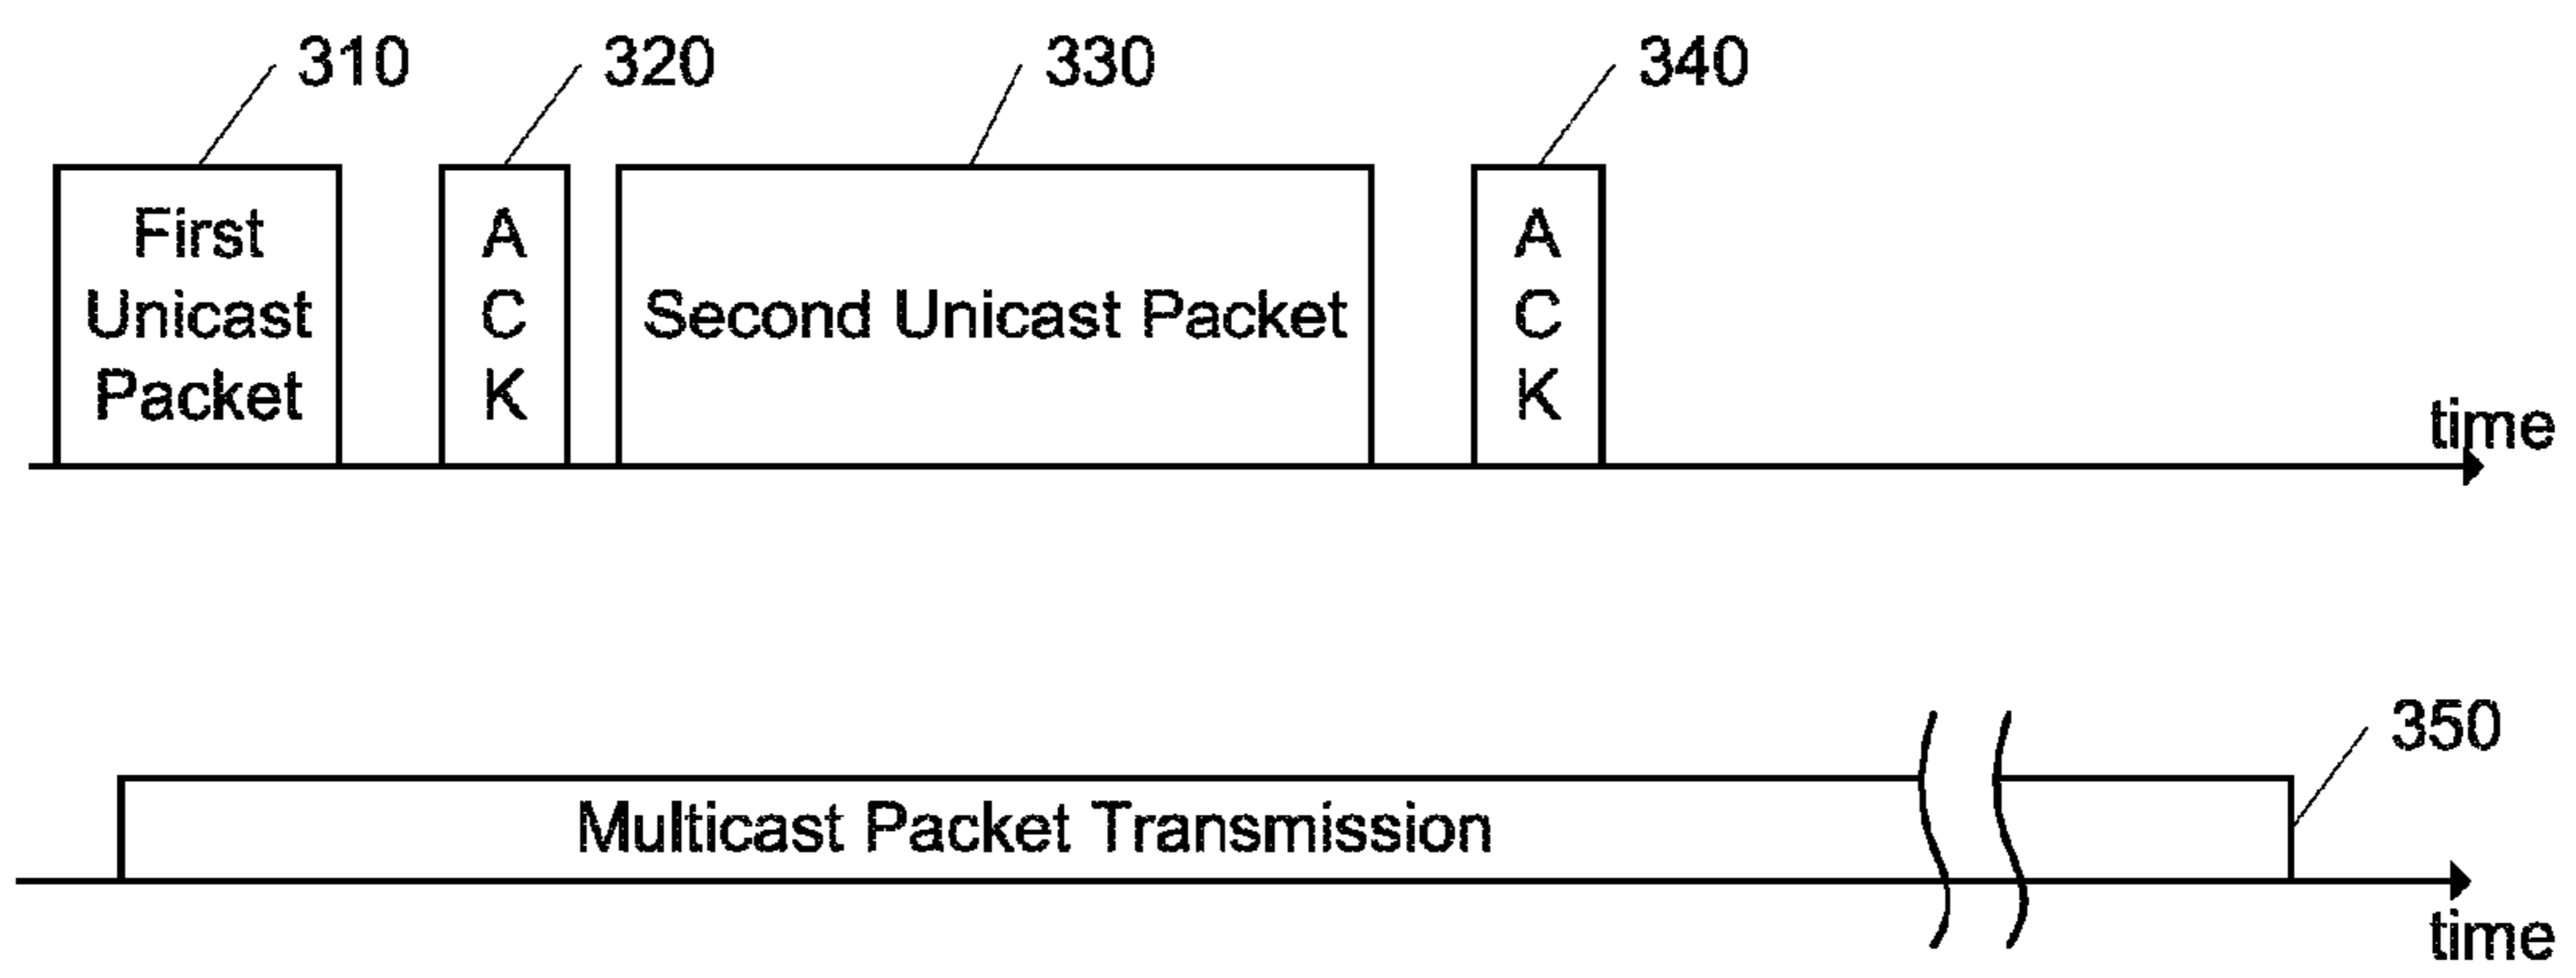 310
320
330
340
First
Unicast
Packet
A
C
K
Second Unicast Packet
A
C
K
time
350
Multicast Packet Transmission
time